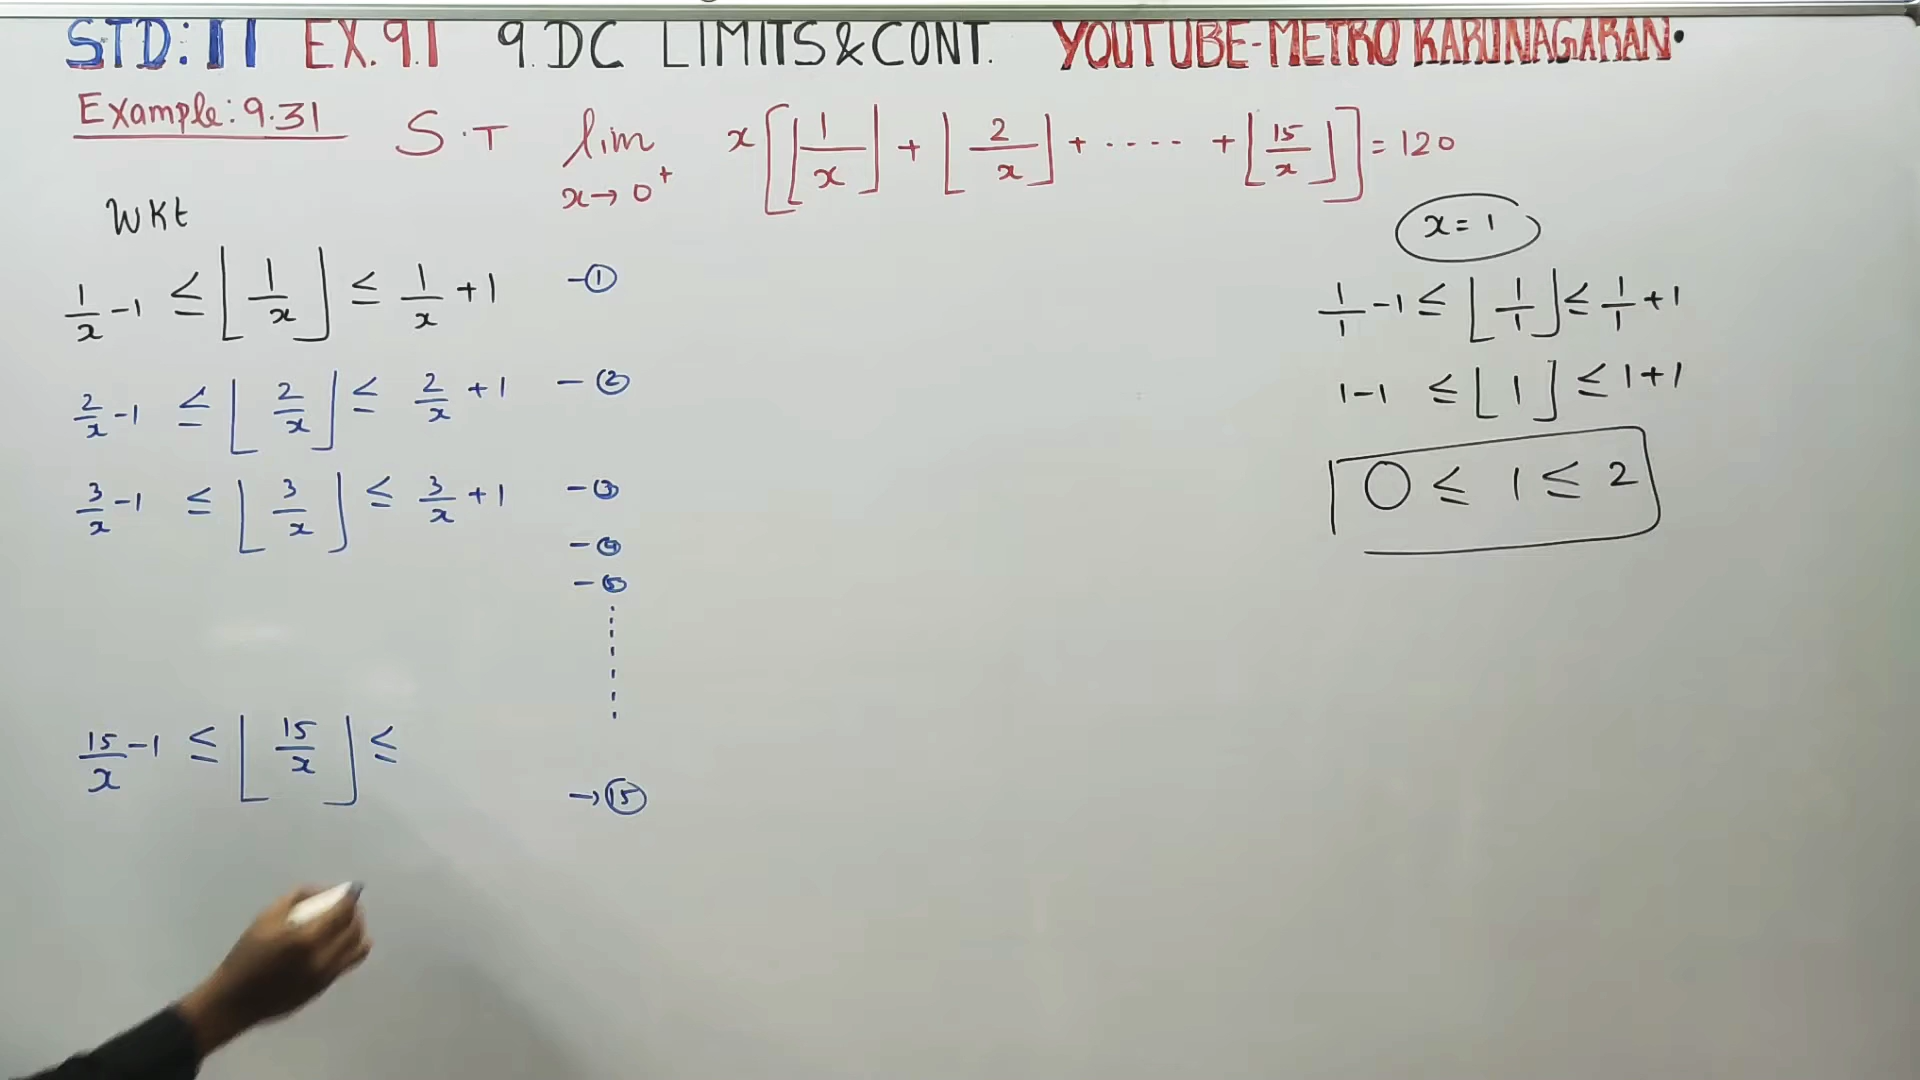 STD: 11 EX.9.1 9.DC LIMITS & CONT. YOUTUBE-METRO KARUNAGARAN.
Example: 9.31 S.T lim x→0⁺ x[⌊1/x⌋ + ⌊2/x⌋ + ..... + ⌊15/x⌋] = 120
WKt
1/x -1 ≤ ⌊1/x⌋ ≤ 1/x +1 -①
2/x -1 ≤ ⌊2/x⌋ ≤ 2/x +1 -②
3/x -1 ≤ ⌊3/x⌋ ≤ 3/x +1 -③
-④
-⑤
15/x -1 ≤ ⌊15/x⌋ ≤ →⑮
x = 1
1/1 -1 ≤ ⌊1/1⌋ ≤ 1/1 +1
1-1 ≤ ⌊1⌋ ≤ 1+1
0 ≤ 1 ≤ 2